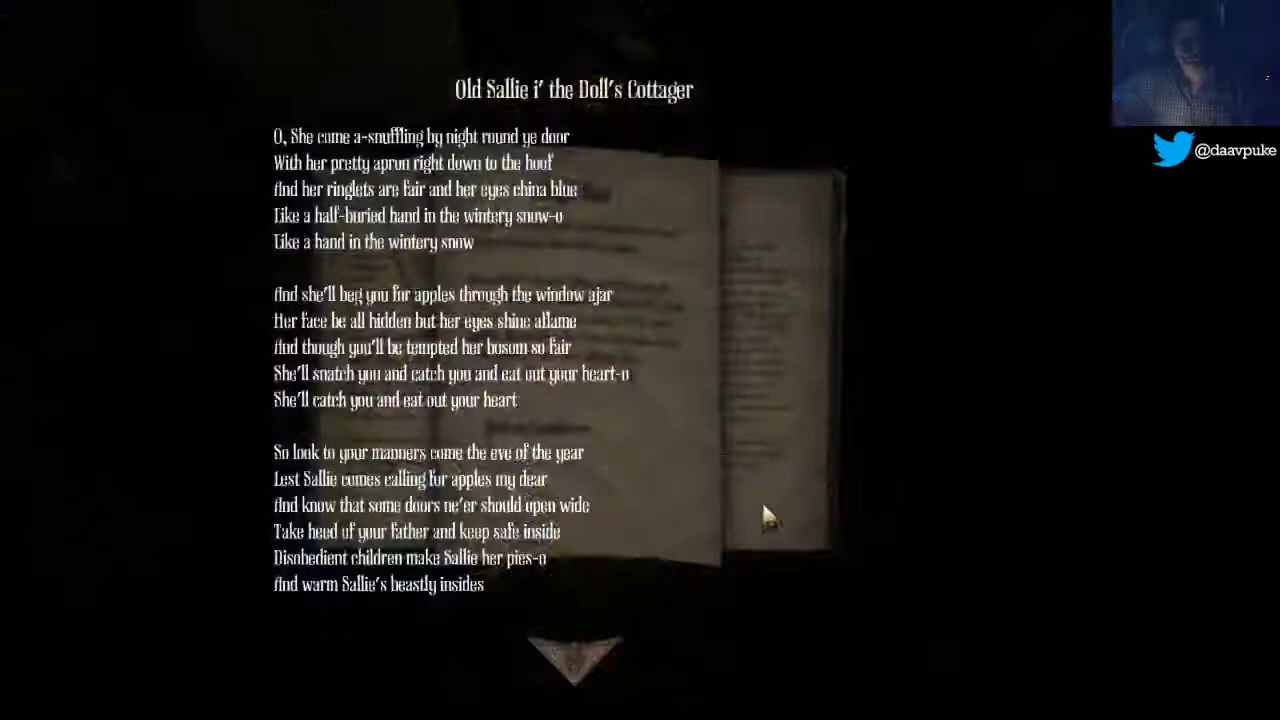 Old Sallie i' the Doll's Cottager
O, She come a-snuffling by night round ye door
With her pretty apron right down to the hoof
And her ringlets are fair and her eyes china blue
Like a half-buried hand in the wintery snow-o
Like a hand in the wintery snow
And she'll beg you for apples through the window ajar
Her face be all hidden but her eyes shine aflame
And though you'll be tempted her bosom so fair
She'll snatch you and catch you and eat out your heart-o
She'll catch you and eat out your heart
So look to your manners come the eve of the year
Lest Sallie comes calling for apples my dear
And know that some doors ne'er should open wide
Take heed of your father and keep safe inside
Disobedient children make Sallie her pies-o
And warm Sallie's beastly insides
@daavpuke